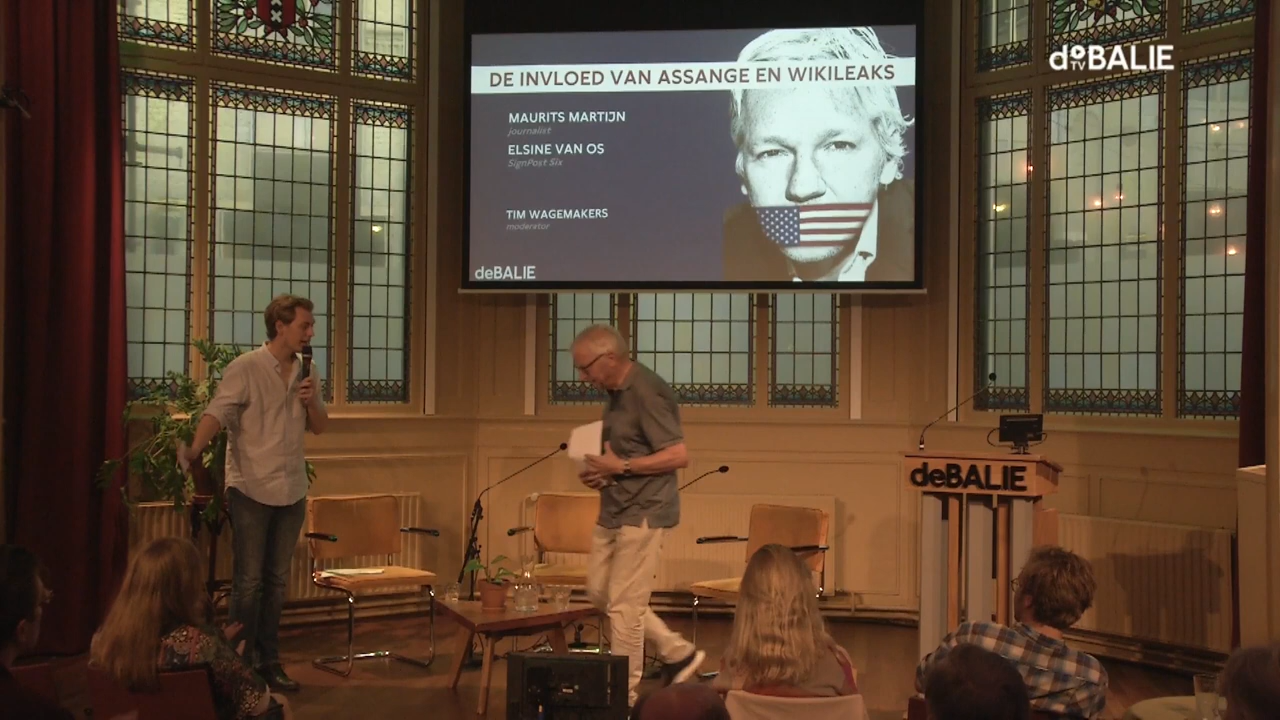 DE INVLOED VAN ASSANGE EN WIKILEAKS
MAURITS MARTIJN
journalist
ELSINE VAN OS
SignPost Six
TIM WAGEMAKERS
moderator
deBALIE
deBALIE TV
deBALIE